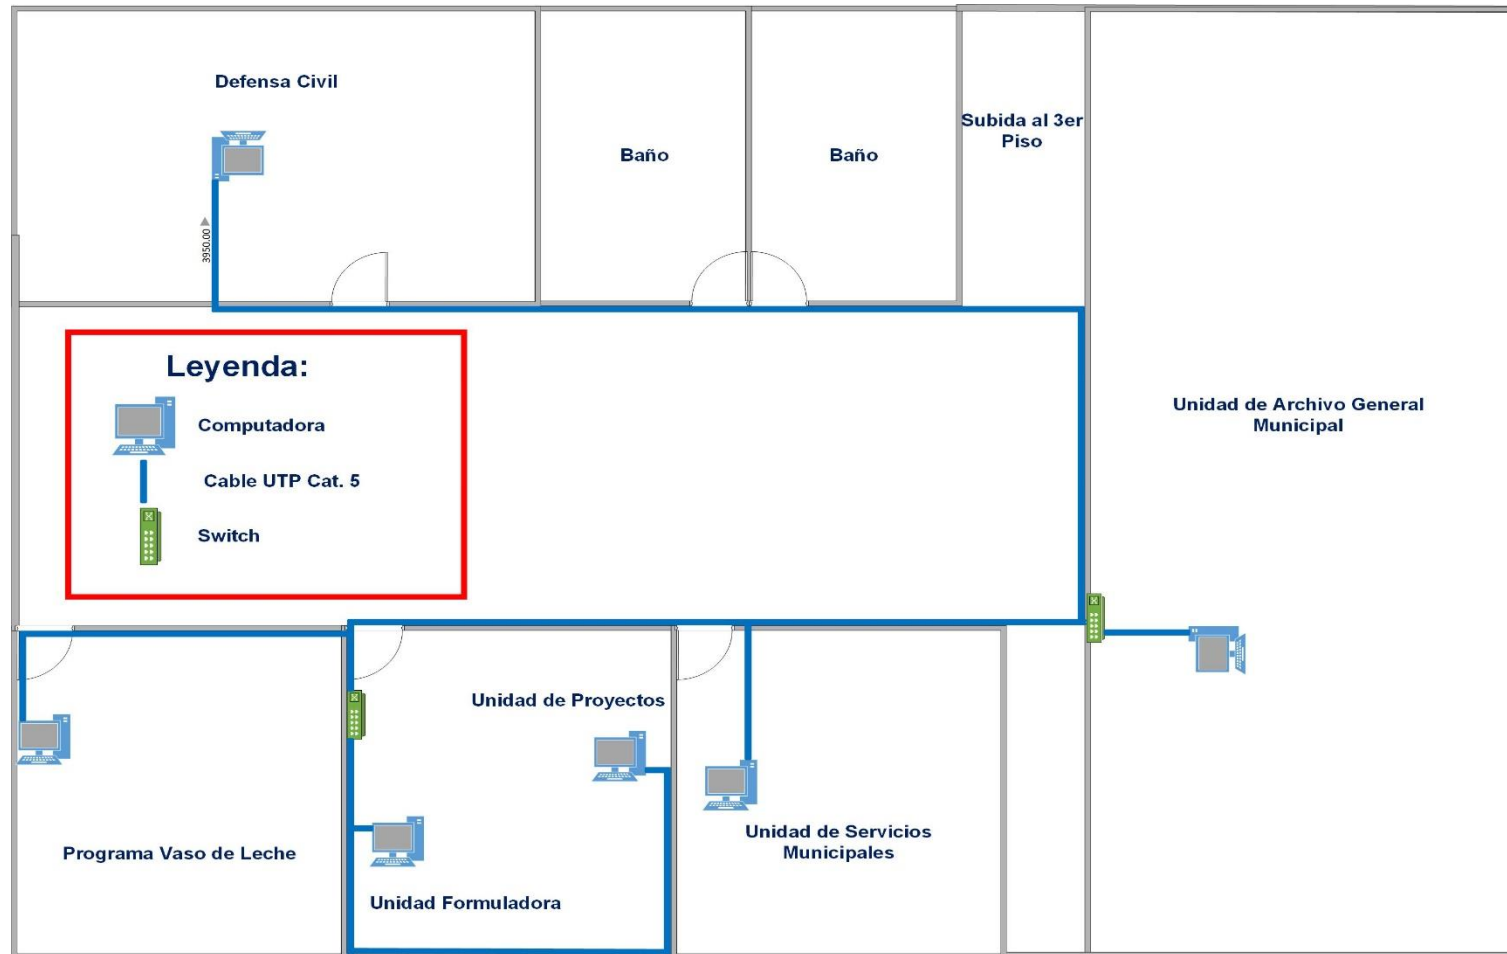 Defensa Civil
Baño
Baño
Subida al 3er
Piso
3950.00
Leyenda:
Computadora
Cable UTP Cat. 5
Switch
Unidad de Archivo General
Municipal
Unidad de Proyectos
Programa Vaso de Leche
Unidad Formuladora
Unidad de Servicios
Municipales